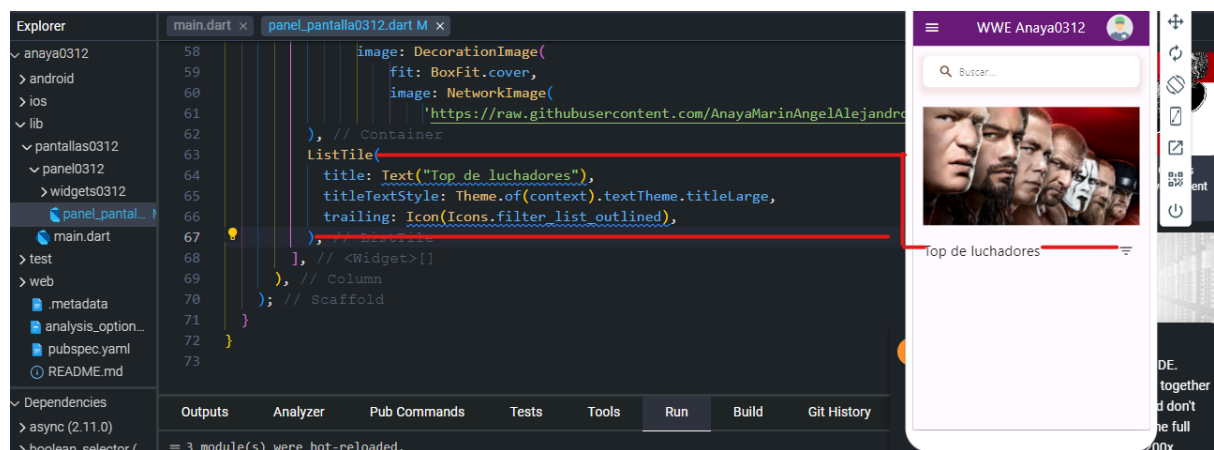 Explorer
anaya0312
android
ios
lib
pantallas0312
panel0312
widgets0312
panel_pantal... M
main.dart
test
web
.metadata
analysis_option...
pubspec.yaml
README.md
Dependencies
async (2.11.0)
boolean_selector (
main.dart × panel_pantalla0312.dart M ×
58 image: DecorationImage(
59 fit: BoxFit.cover,
60 image: NetworkImage(
61 'https://raw.githubusercontent.com/AnayaMarinAngelAlejandro
62 ), // Container
63 ListTile(
64 title: Text("Top de luchadores"),
65 titleTextStyle: Theme.of(context).textTheme.titleLarge,
66 trailing: Icon(Icons.filter_list_outlined),
67 ), // ListTile
68 ], // <Widget>[]
69 ), // Column
70 ); // Scaffold
71 }
72 }
73
Outputs Analyzer Pub Commands Tests Tools Run Build Git History
= 3 module(s) were hot-reloaded.
WWE Anaya0312
Buscar...
Top de luchadores
ent
DE.
together
d don't
he full
00x